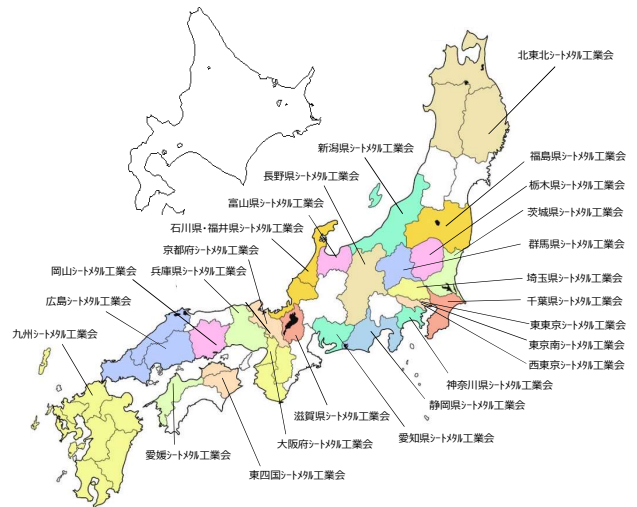 北東北ｼｰﾄﾒﾀﾙ工業会
新潟県ｼｰﾄﾒﾀﾙ工業会
福島県ｼｰﾄﾒﾀﾙ工業会
長野県ｼｰﾄﾒﾀﾙ工業会
栃木県ｼｰﾄﾒﾀﾙ工業会
富山県ｼｰﾄﾒﾀﾙ工業会
茨城県ｼｰﾄﾒﾀﾙ工業会
石川県・福井県ｼｰﾄﾒﾀﾙ工業会
群馬県ｼｰﾄﾒﾀﾙ工業会
京都府ｼｰﾄﾒﾀﾙ工業会
岡山ｼｰﾄﾒﾀﾙ工業会
兵庫県ｼｰﾄﾒﾀﾙ工業会
埼玉県ｼｰﾄﾒﾀﾙ工業会
広島ｼｰﾄﾒﾀﾙ工業会
千葉県ｼｰﾄﾒﾀﾙ工業会
東東京ｼｰﾄﾒﾀﾙ工業会
九州ｼｰﾄﾒﾀﾙ工業会
東京南ｼｰﾄﾒﾀﾙ工業会
西東京ｼｰﾄﾒﾀﾙ工業会
神奈川県ｼｰﾄﾒﾀﾙ工業会
静岡県ｼｰﾄﾒﾀﾙ工業会
滋賀県ｼｰﾄﾒﾀﾙ工業会
愛知県ｼｰﾄﾒﾀﾙ工業会
大阪府ｼｰﾄﾒﾀﾙ工業会
愛媛ｼｰﾄﾒﾀﾙ工業会
東四国ｼｰﾄﾒﾀﾙ工業会